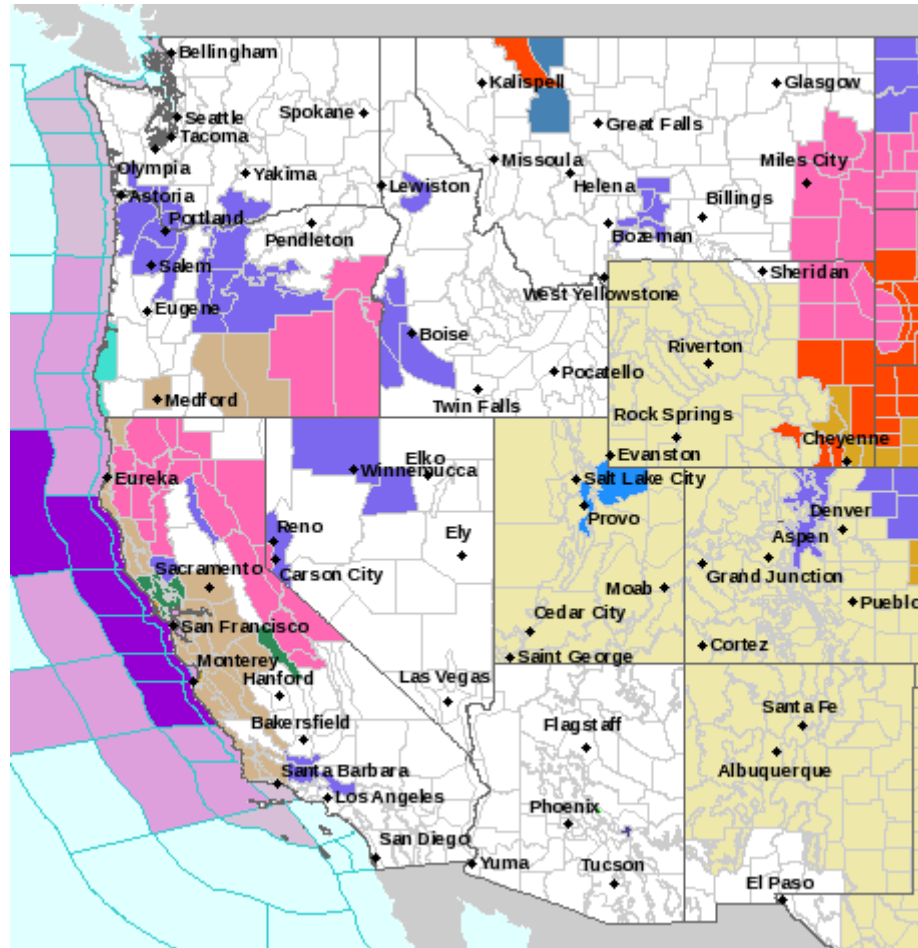 Bellingham
Kalispell
Glasgow
Seattle
Spokane
Great Falls
Tacoma
Olympia
Missoula
Miles City
Yakima
Helena
Astoria
Lewiston
Billings
Portland
Pendleton
Bozeman
Salem
Sheridan
West Yellowstone
Eugene
Boise
Riverton
Pocatello
Medford
Twin Falls
Rock Springs
Cheyenne
Elko
Evanston
Eureka
Winnemucca
Salt Lake City
Provo
Denver
Reno
Ely
Aspen
Sacramento
Carson City
Grand Junction
Moab
Pueblo
Cedar City
San Francisco
Cortez
Monterey
Saint George
Hanford
Las Vegas
Santa Fe
Bakersfield
Flagstaff
Albuquerque
Santa Barbara
Los Angeles
Phoenix
San Diego
Yuma
Tucson
El Paso